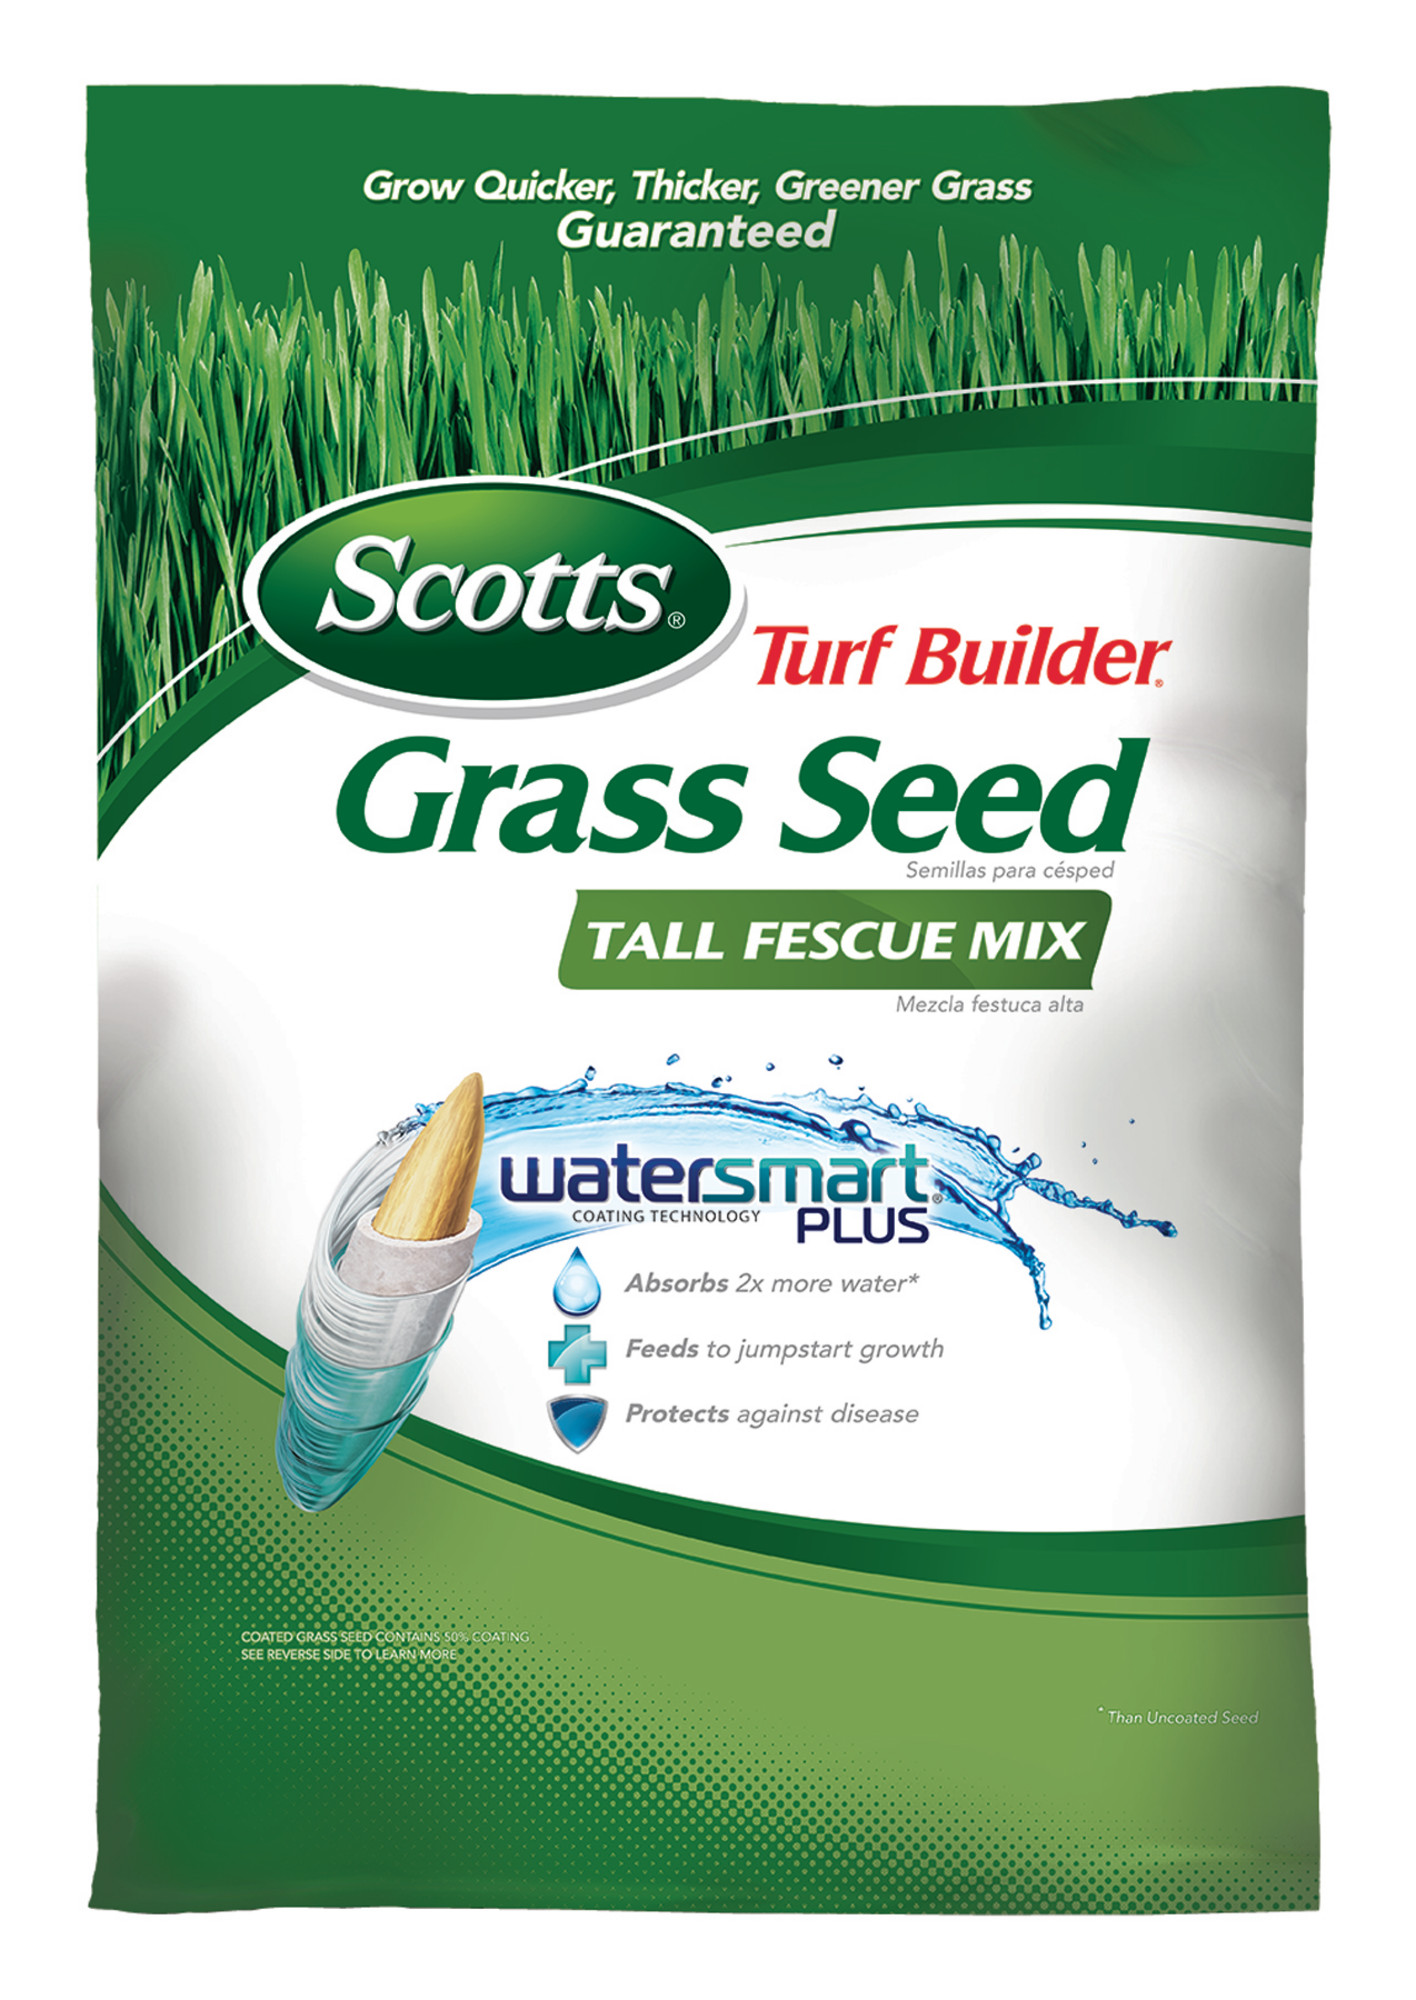 Grow Quicker, Thicker, Greener Grass
Guaranteed
Scotts®
Turf Builder®
Grass Seed
Semillas para césped
TALL FESCUE MIX
Mezcla festuca alta
watersmart®
COATING TECHNOLOGY PLUS
Absorbs 2x more water*
Feeds to jumpstart growth
Protects against disease
COATED GRASS SEED CONTAINS 50% COATING
SEE REVERSE SIDE TO LEARN MORE
* Than Uncoated Seed